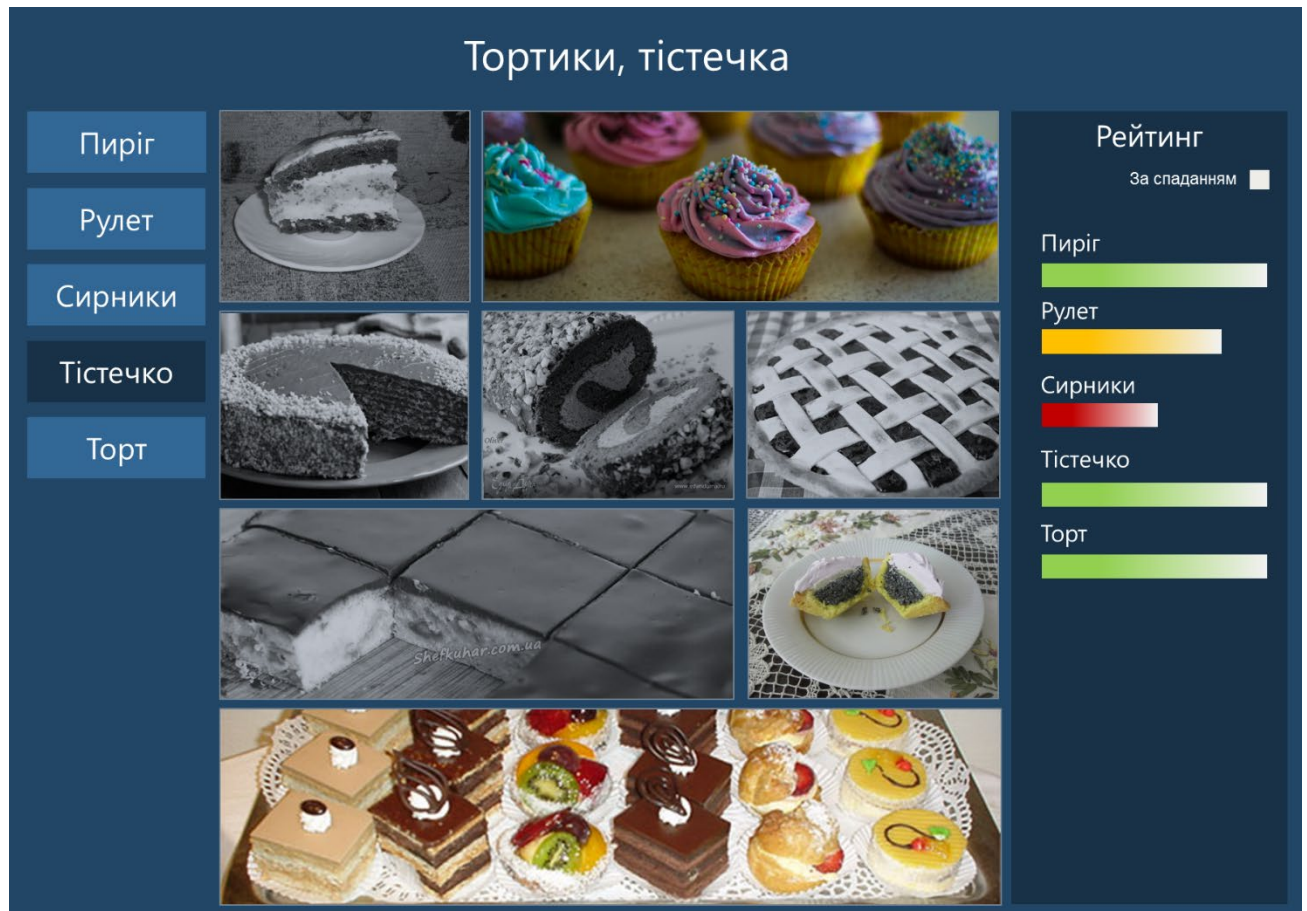 Тортики, тістечка
Пиріг
Рулет
Сирники
Тістечко
Торт
Shefkuhar.com.ua
Рейтинг
За спаданням
Пиріг
Рулет
Сирники
Тістечко
Торт